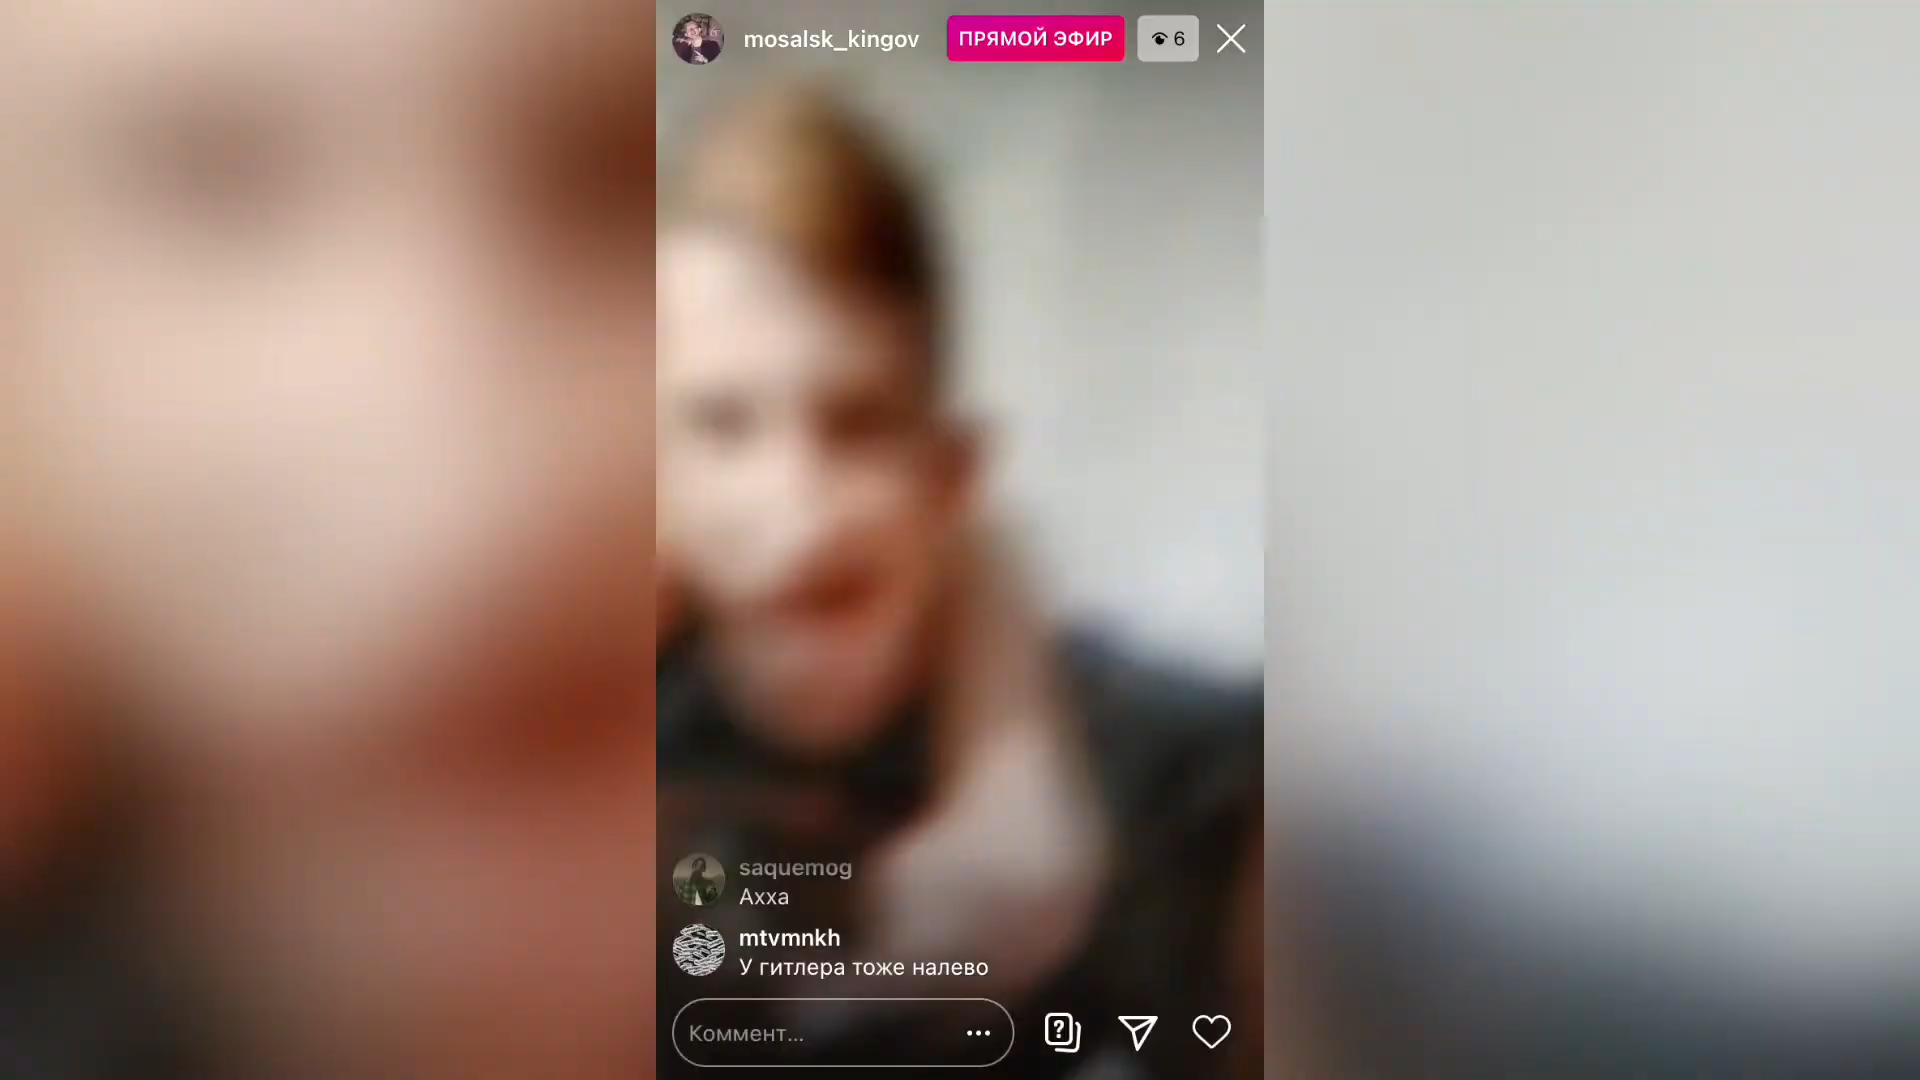 mosalsk_kingov ПРЯМОЙ ЭФИР 6
saquemog
Ахха
mtvmnkh
У гитлера тоже налево
Коммент...